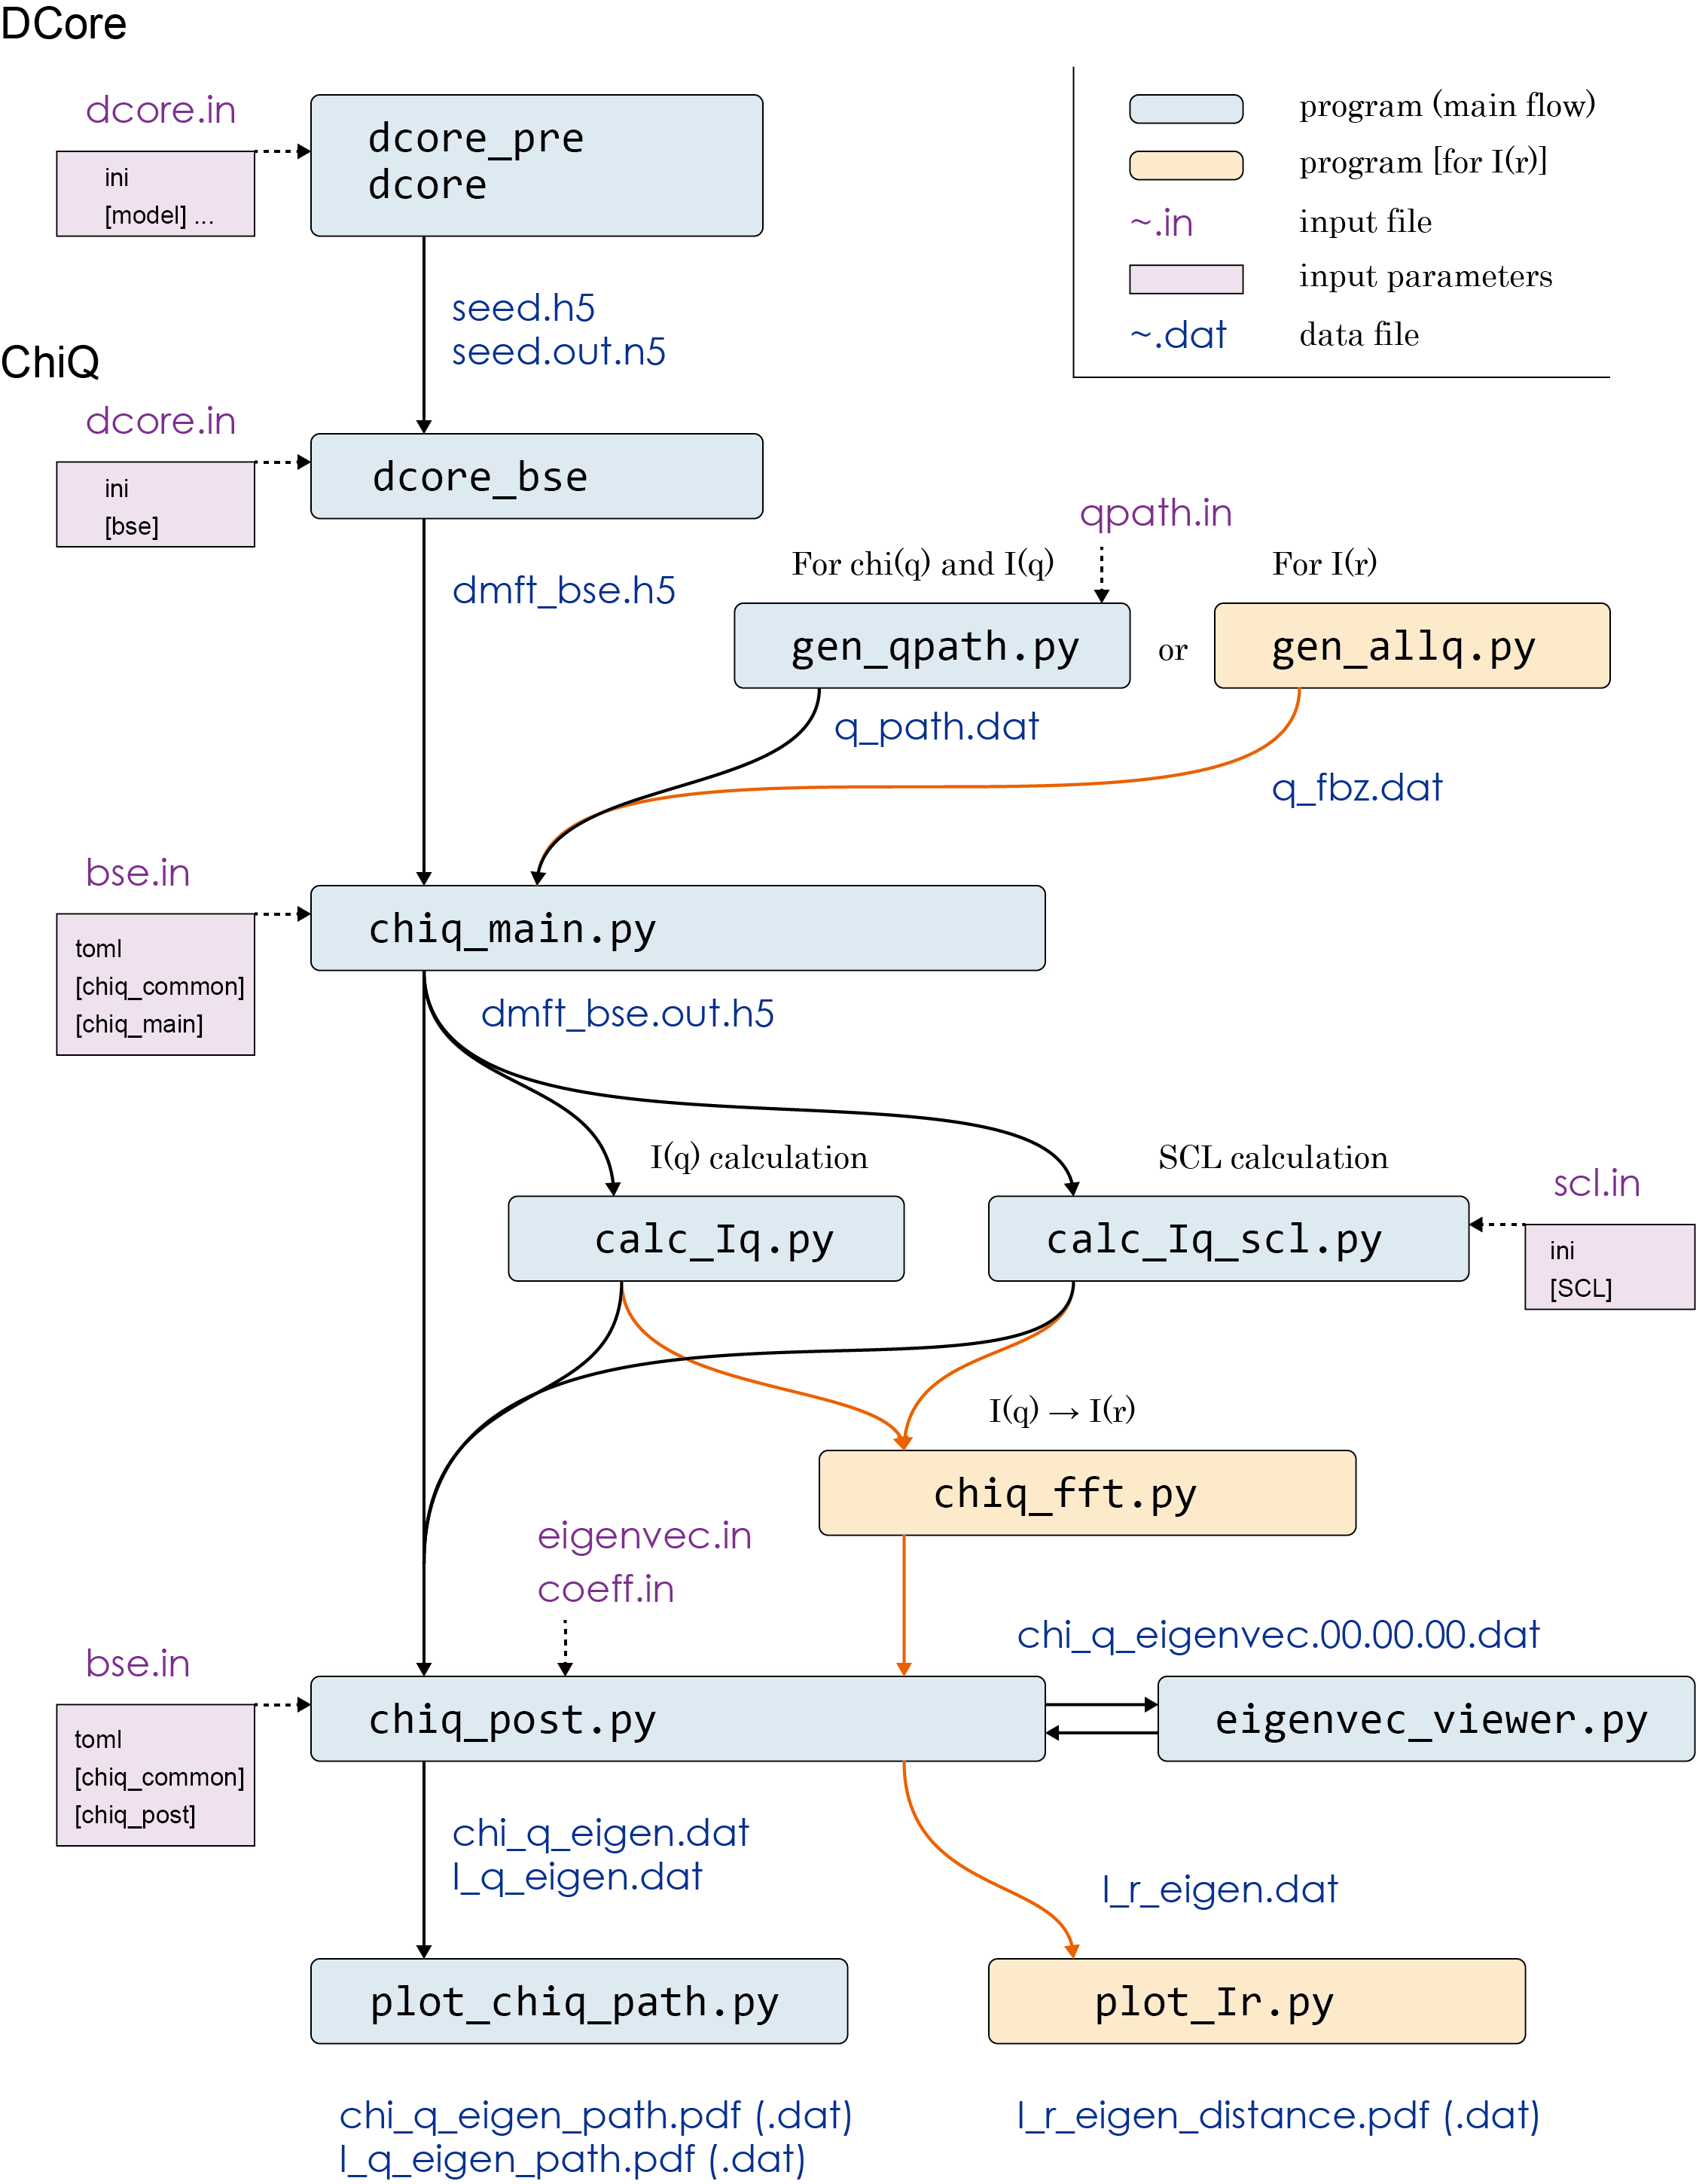 DCore
dcore.in
ini
[model] ...
dcore_pre
dcore
program (main flow)
program [for I(r)]
~.in
input file
input parameters
~.dat
data file
seed.h5
seed.out.n5
ChiQ
dcore.in
ini
[bse]
dcore_bse
dmft_bse.h5
qpath.in
For chi(q) and I(q)
For I(r)
gen_qpath.py
or
gen_allq.py
q_path.dat
q_fbz.dat
bse.in
toml
[chiq_common]
[chiq_main]
chiq_main.py
dmft_bse.out.h5
I(q) calculation
SCL calculation
calc_Iq.py
calc_Iq_scl.py
scl.in
ini
[SCL]
I(q) → I(r)
chiq_fft.py
eigenvec.in
coeff.in
bse.in
toml
[chiq_common]
[chiq_post]
chiq_post.py
chi_q_eigenvec.00.00.00.dat
eigenvec_viewer.py
chi_q_eigen.dat
I_q_eigen.dat
I_r_eigen.dat
plot_chiq_path.py
plot_Ir.py
chi_q_eigen_path.pdf (.dat)
I_q_eigen_path.pdf (.dat)
I_r_eigen_distance.pdf (.dat)